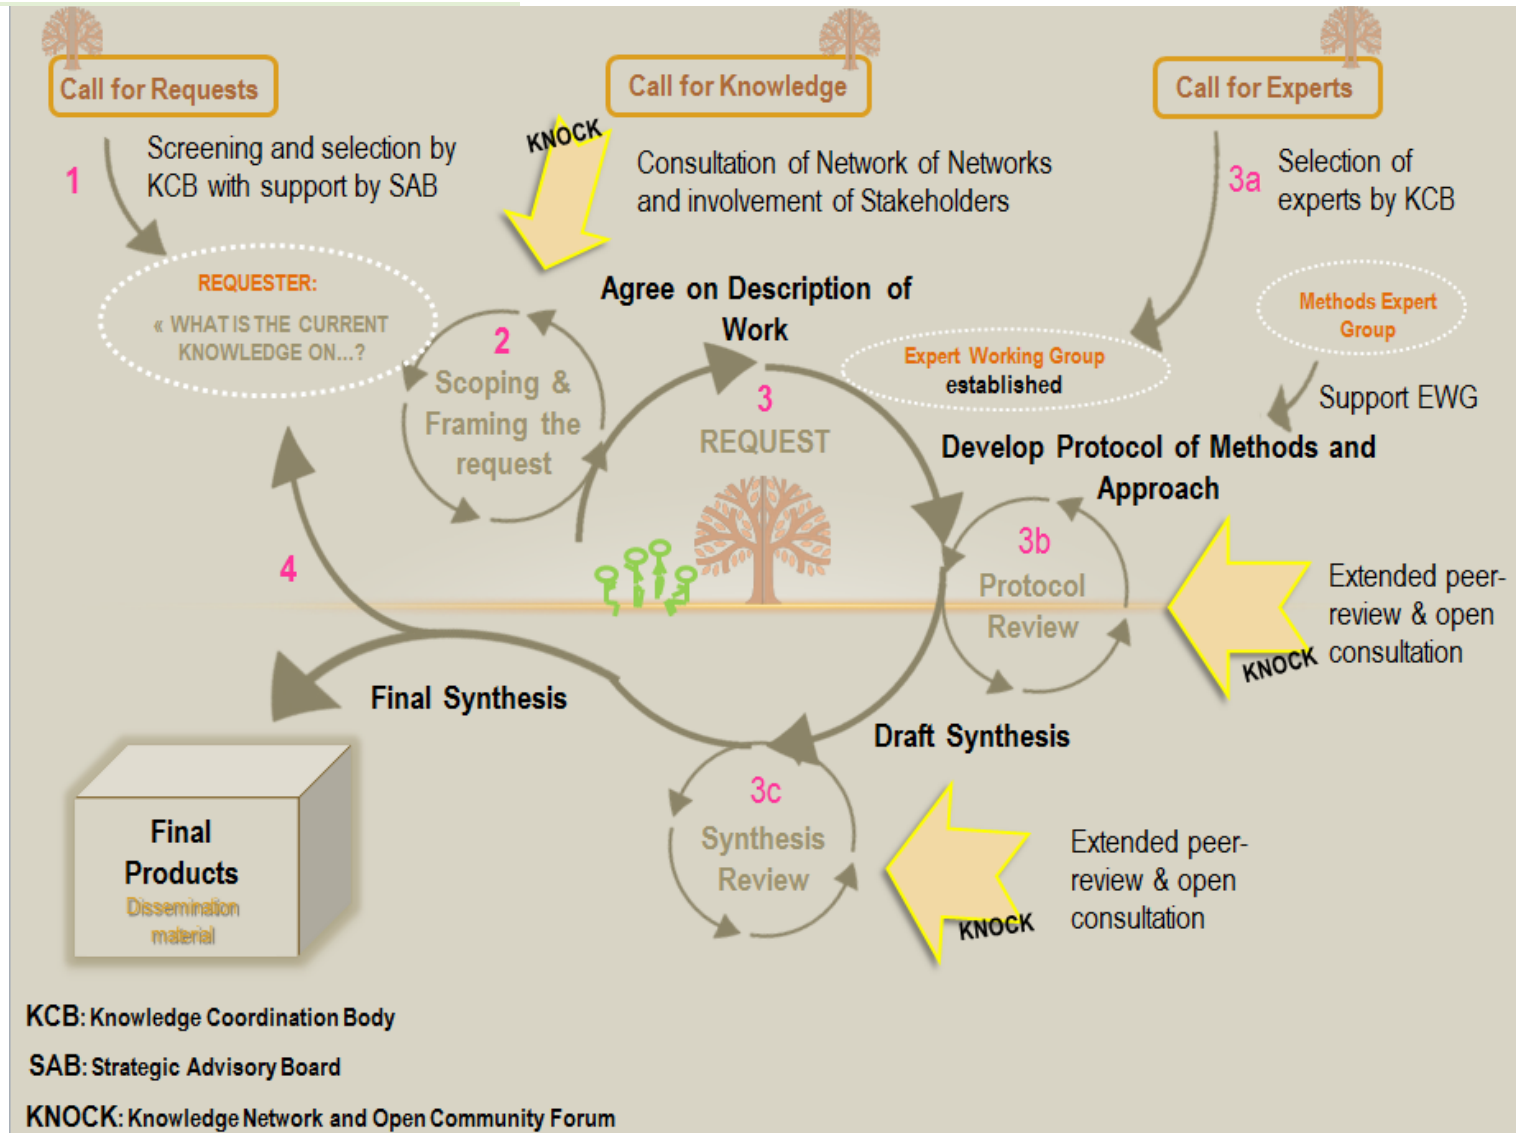 Call for Requests
Call for Knowledge
Call for Experts
1
Screening and selection by
KCB with support by SAB
KNOCK
Consultation of Network of Networks
and involvement of Stakeholders
3a
Selection of
experts by KCB
REQUESTER:
« WHAT IS THE CURRENT
KNOWLEDGE ON...?
2
Scoping &
Framing the
request
Agree on Description of
Work
3
REQUEST
Expert Working Group
established
Methods Expert
Group
Support EWG
Develop Protocol of Methods and
Approach
3b
Protocol
Review
Extended peer-
review & open
consultation
KNOCK
4
Final Synthesis
Draft Synthesis
3c
Synthesis
Review
Extended peer-
review & open
consultation
KNOCK
Final
Products
Dissemination
material
KCB: Knowledge Coordination Body
SAB: Strategic Advisory Board
KNOCK: Knowledge Network and Open Community Forum